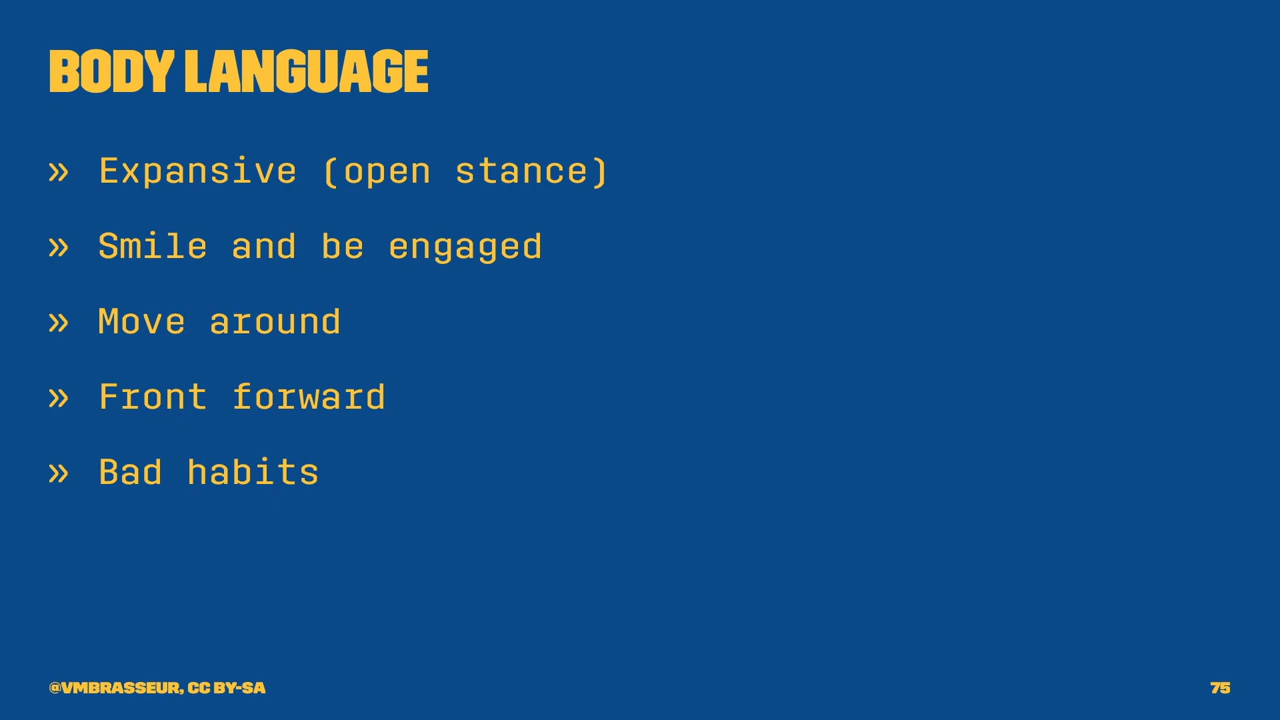 BODY LANGUAGE
» Expansive (open stance)
» Smile and be engaged
» Move around
» Front forward
» Bad habits
@VMBRASSEUR, CC BY-SA
75